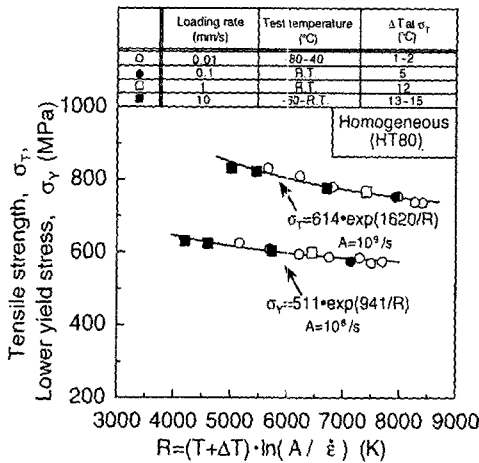 Loading rate (mm/s) Test temperature (°C) ΔT at σT (°C)
○ 0.01 80-40 1-2
● 0.1 R.T. 5
□ 1 R.T. 12
■ 10 -60-R.T. 13-15
Homogeneous
(HT80)
σT=614•exp(1620/R)
A=10⁹/s
σY=511•exp(941/R)
A=10⁸/s
Tensile strength, σT,
Lower yield stress, σY (MPa)
1000
800
600
400
200
3000 4000 5000 6000 7000 8000 9000
R=(T+ΔT)·ln(A/ ε̇) (K)